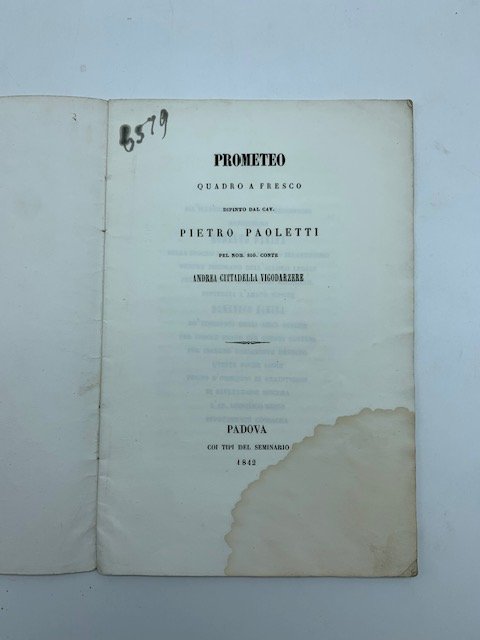 6579
PROMETEO
QUADRO A FRESCO
DIPINTO DAL CAV.
PIETRO PAOLETTI
PEL NOB. SIG. CONTE
ANDREA CITTADELLA VIGODARZERE
PADOVA
COI TIPI DEL SEMINARIO
1842